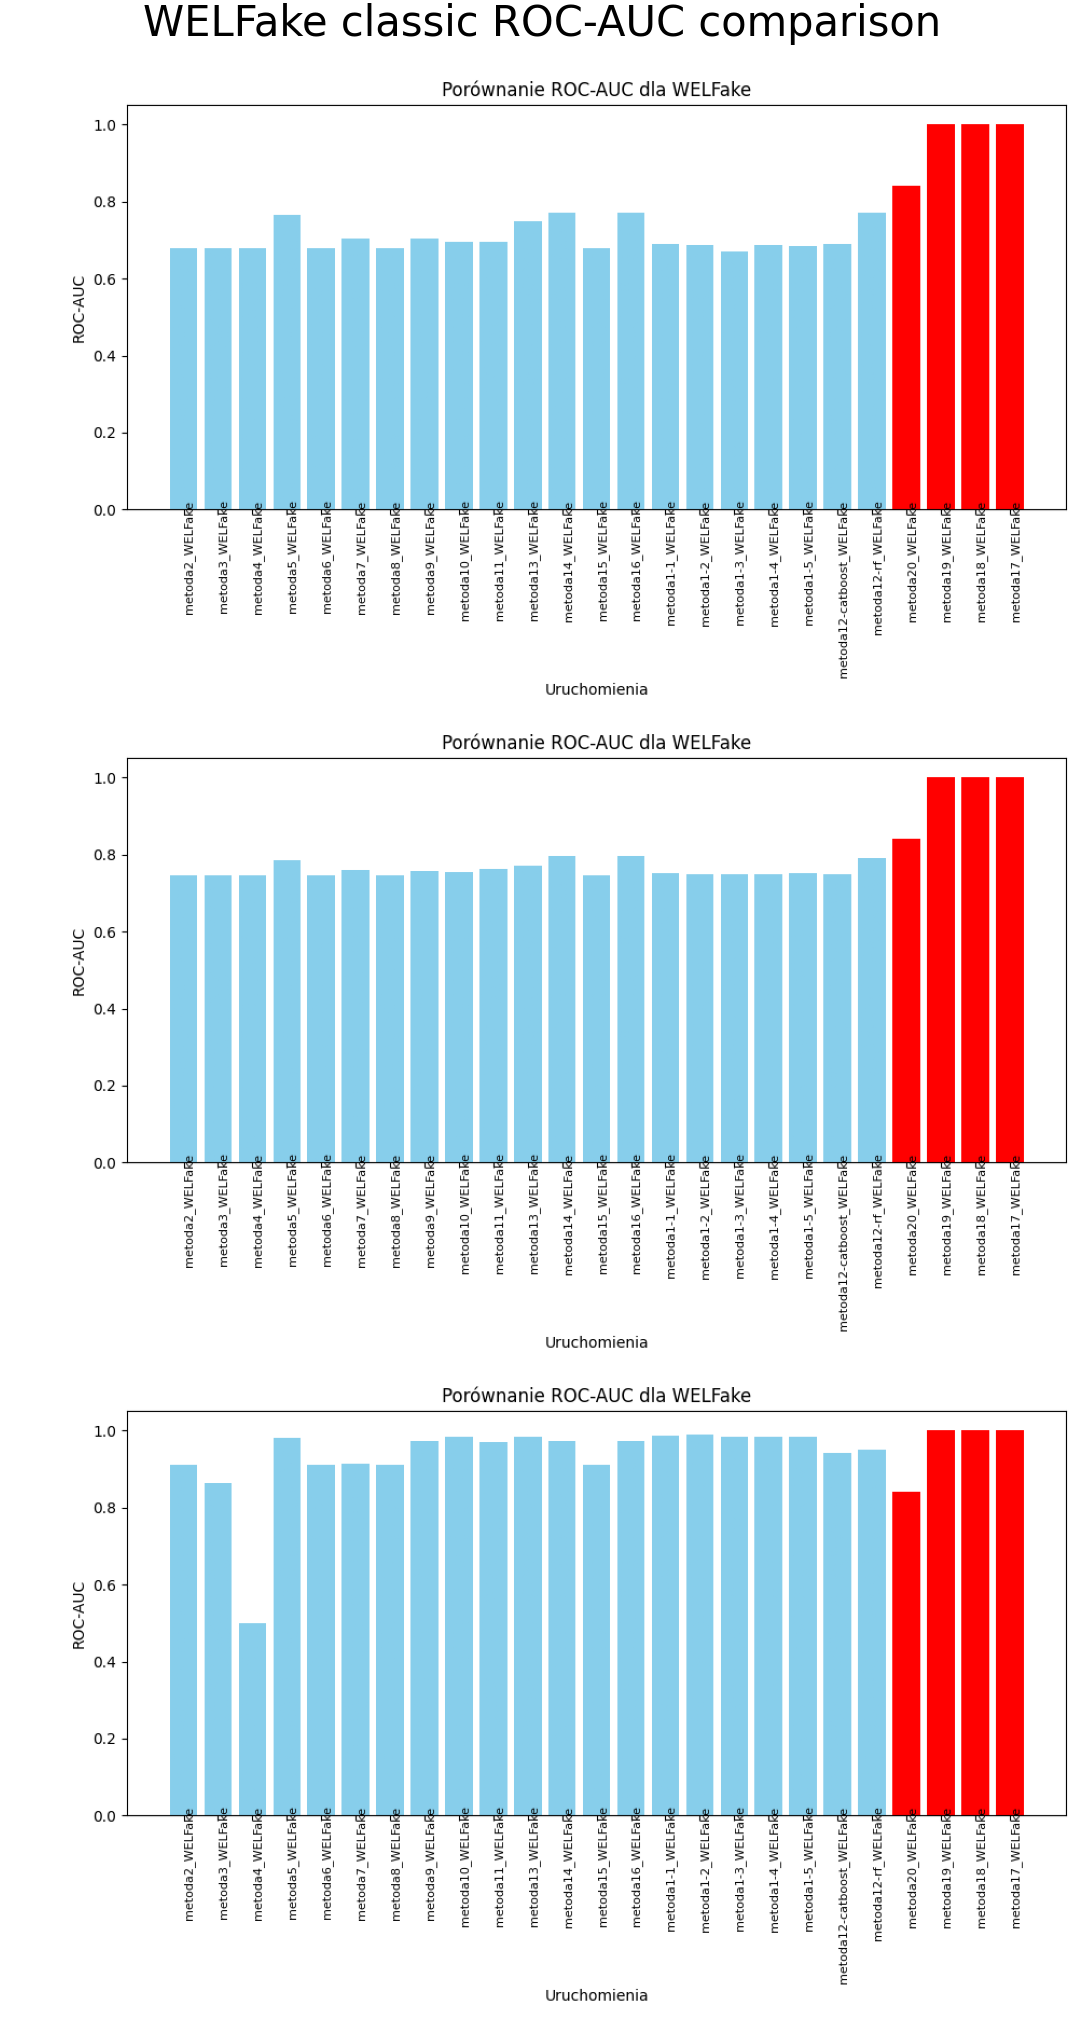 WELFake classic ROC-AUC comparison
Porównanie ROC-AUC dla WELFake
ROC-AUC
1.0
0.8
0.6
0.4
0.2
0.0
metoda2_WELFake
metoda3_WELFake
metoda4_WELFake
metoda5_WELFake
metoda6_WELFake
metoda7_WELFake
metoda8_WELFake
metoda9_WELFake
metoda10_WELFake
metoda11_WELFake
metoda13_WELFake
metoda14_WELFake
metoda15_WELFake
metoda16_WELFake
metoda1-1_WELFake
metoda1-2_WELFake
metoda1-3_WELFake
metoda1-4_WELFake
metoda1-5_WELFake
metoda12-catboost_WELFake
metoda12-rf_WELFake
metoda20_WELFake
metoda19_WELFake
metoda18_WELFake
metoda17_WELFake
Uruchomienia
Porównanie ROC-AUC dla WELFake
ROC-AUC
1.0
0.8
0.6
0.4
0.2
0.0
metoda2_WELFake
metoda3_WELFake
metoda4_WELFake
metoda5_WELFake
metoda6_WELFake
metoda7_WELFake
metoda8_WELFake
metoda9_WELFake
metoda10_WELFake
metoda11_WELFake
metoda13_WELFake
metoda14_WELFake
metoda15_WELFake
metoda16_WELFake
metoda1-1_WELFake
metoda1-2_WELFake
metoda1-3_WELFake
metoda1-4_WELFake
metoda1-5_WELFake
metoda12-catboost_WELFake
metoda12-rf_WELFake
metoda20_WELFake
metoda19_WELFake
metoda18_WELFake
metoda17_WELFake
Uruchomienia
Porównanie ROC-AUC dla WELFake
ROC-AUC
1.0
0.8
0.6
0.4
0.2
0.0
metoda2_WELFake
metoda3_WELFake
metoda4_WELFake
metoda5_WELFake
metoda6_WELFake
metoda7_WELFake
metoda8_WELFake
metoda9_WELFake
metoda10_WELFake
metoda11_WELFake
metoda13_WELFake
metoda14_WELFake
metoda15_WELFake
metoda16_WELFake
metoda1-1_WELFake
metoda1-2_WELFake
metoda1-3_WELFake
metoda1-4_WELFake
metoda1-5_WELFake
metoda12-catboost_WELFake
metoda12-rf_WELFake
metoda20_WELFake
metoda19_WELFake
metoda18_WELFake
metoda17_WELFake
Uruchomienia